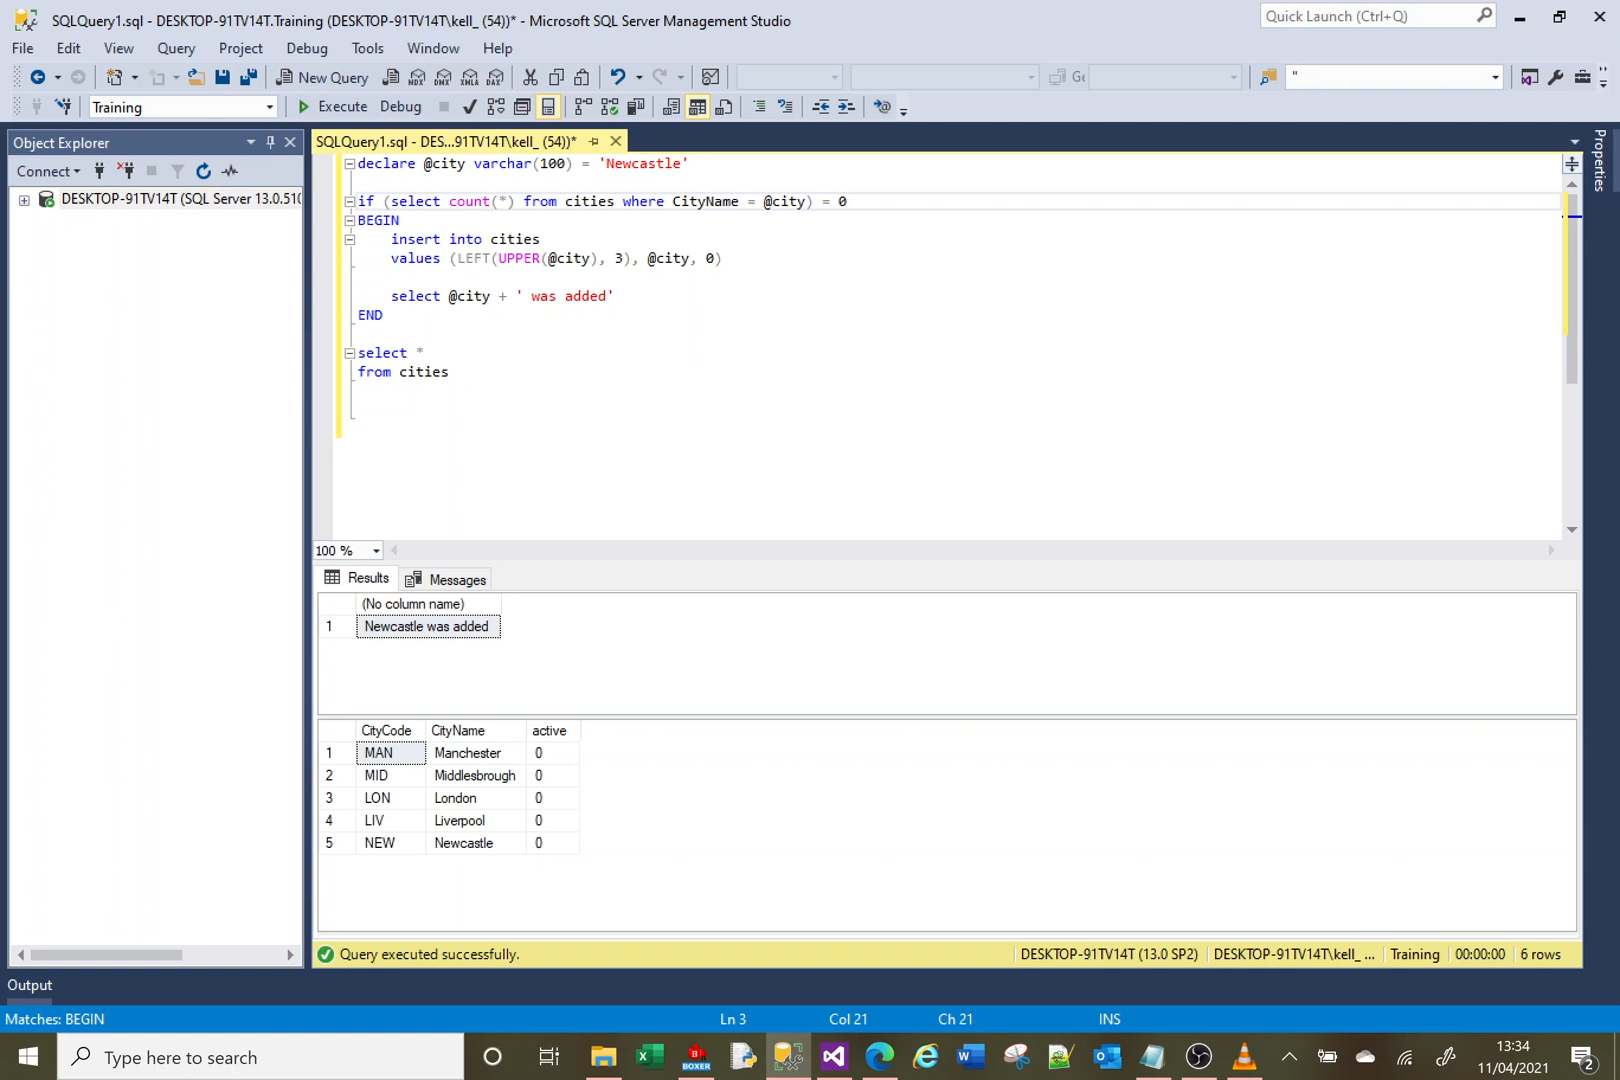 SQLQuery1.sql - DESKTOP-91TV14T.Training (DESKTOP-91TV14T\kell_ (54))* - Microsoft SQL Server Management Studio
Quick Launch (Ctrl+Q)
File Edit View Query Project Debug Tools Window Help
New Query MDX DMX XMLA DAX Ge "
Training Execute Debug
Object Explorer
Connect
DESKTOP-91TV14T (SQL Server 13.0.510
SQLQuery1.sql - DES...91TV14T\kell_ (54))*
Properties
declare @city varchar(100) = 'Newcastle'
if (select count(*) from cities where CityName = @city) = 0
BEGIN
insert into cities
values (LEFT(UPPER(@city), 3), @city, 0)
select @city + ' was added'
END
select *
from cities
100 %
Results Messages
(No column name)
1 Newcastle was added
CityCode CityName active
1 MAN Manchester 0
2 MID Middlesbrough 0
3 LON London 0
4 LIV Liverpool 0
5 NEW Newcastle 0
Query executed successfully.
DESKTOP-91TV14T (13.0 SP2) DESKTOP-91TV14T\kell_ ... Training 00:00:00 6 rows
Output
Matches: BEGIN Ln 3 Col 21 Ch 21 INS
Type here to search
BOXER
13:34
11/04/2021
2